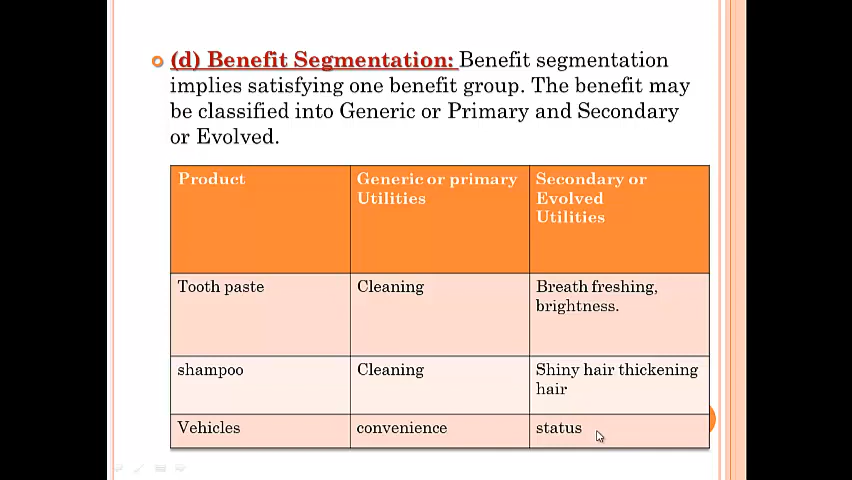 (d) Benefit Segmentation: Benefit segmentation
implies satisfying one benefit group. The benefit may
be classified into Generic or Primary and Secondary
or Evolved.
Product
Generic or primary
Utilities
Secondary or
Evolved
Utilities
Tooth paste
Cleaning
Breath freshing,
brightness.
shampoo
Cleaning
Shiny hair thickening
hair
Vehicles
convenience
status